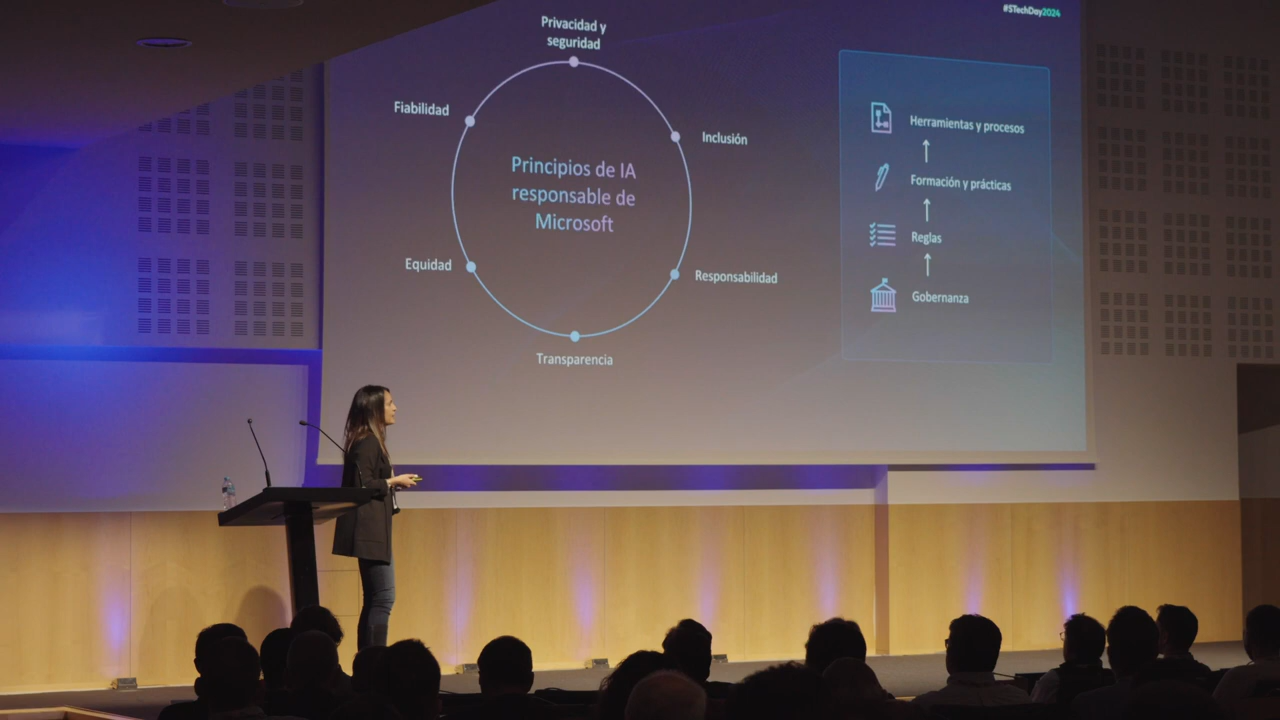 #STechDay2024
Privacidad y
seguridad
Fiabilidad
Inclusión
Principios de IA
responsable de
Microsoft
Equidad
Responsabilidad
Transparencia
Herramientas y procesos
Formación y prácticas
Reglas
Gobernanza